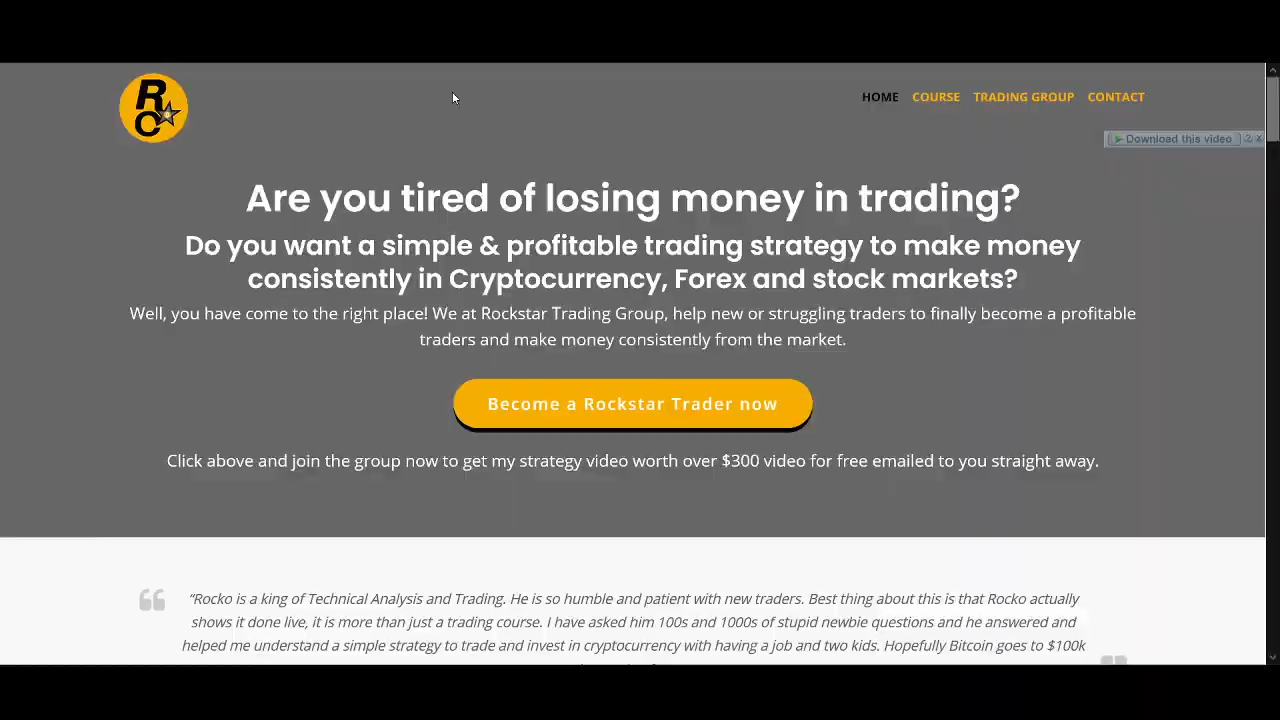 R
C
HOME COURSE TRADING GROUP CONTACT
Download this video ? X
Are you tired of losing money in trading?
Do you want a simple & profitable trading strategy to make money
consistently in Cryptocurrency, Forex and stock markets?
Well, you have come to the right place! We at Rockstar Trading Group, help new or struggling traders to finally become a profitable
traders and make money consistently from the market.
Become a Rockstar Trader now
Click above and join the group now to get my strategy video worth over $300 video for free emailed to you straight away.
“Rocko is a king of Technical Analysis and Trading. He is so humble and patient with new traders. Best thing about this is that Rocko actually
shows it done live, it is more than just a trading course. I have asked him 100s and 1000s of stupid newbie questions and he answered and
helped me understand a simple strategy to trade and invest in cryptocurrency with having a job and two kids. Hopefully Bitcoin goes to $100k